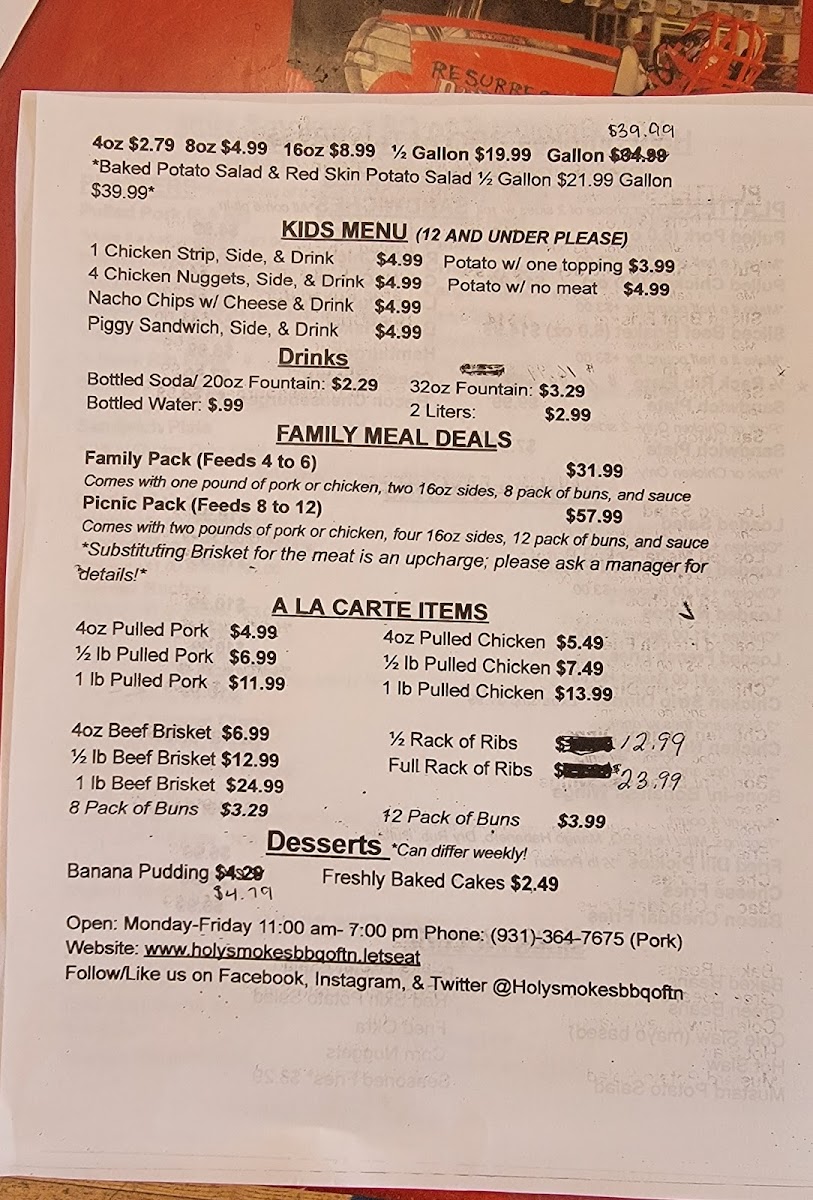 RESURRE
$39.99
4oz $2.79 8oz $4.99 16oz $8.99 ½ Gallon $19.99 Gallon $34.99
*Baked Potato Salad & Red Skin Potato Salad ½ Gallon $21.99 Gallon
$39.99*
KIDS MENU (12 AND UNDER PLEASE)
1 Chicken Strip, Side, & Drink $4.99 Potato w/ one topping $3.99
4 Chicken Nuggets, Side, & Drink $4.99 Potato w/ no meat $4.99
Nacho Chips w/ Cheese & Drink $4.99
Piggy Sandwich, Side, & Drink $4.99
Drinks
Bottled Soda/ 20oz Fountain: $2.29 32oz Fountain: $3.29
Bottled Water: $.99 2 Liters: $2.99
FAMILY MEAL DEALS
Family Pack (Feeds 4 to 6) $31.99
Comes with one pound of pork or chicken, two 16oz sides, 8 pack of buns, and sauce
Picnic Pack (Feeds 8 to 12) $57.99
Comes with two pounds of pork or chicken, four 16oz sides, 12 pack of buns, and sauce
*Substituting Brisket for the meat is an upcharge; please ask a manager for
details!*
A LA CARTE ITEMS
4oz Pulled Pork $4.99 4oz Pulled Chicken $5.49
½ lb Pulled Pork $6.99 ½ lb Pulled Chicken $7.49
1 lb Pulled Pork $11.99 1 lb Pulled Chicken $13.99
4oz Beef Brisket $6.99 ½ Rack of Ribs $ 12.99
½ lb Beef Brisket $12.99 Full Rack of Ribs $ $23.99
1 lb Beef Brisket $24.99
8 Pack of Buns $3.29 12 Pack of Buns $3.99
Desserts *Can differ weekly!
Banana Pudding $4.29 Freshly Baked Cakes $2.49
$4.79
Open: Monday-Friday 11:00 am- 7:00 pm Phone: (931)-364-7675 (Pork)
Website: www.holysmokesbbqoftn.letseat
Follow/Like us on Facebook, Instagram, & Twitter @Holysmokesbbqoftn